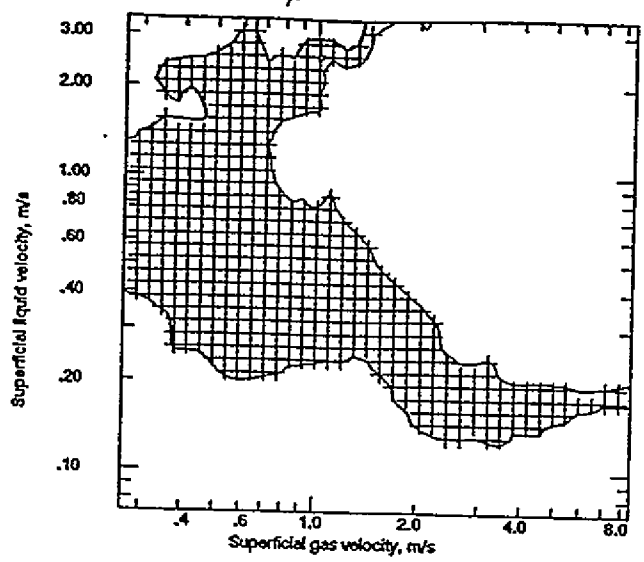 3.00
2.00
1.00
.80
.60
.40
.20
.10
Superficial liquid velocity, m/s
.4 .6 1.0 2.0 4.0 8.0
Superficial gas velocity, m/s